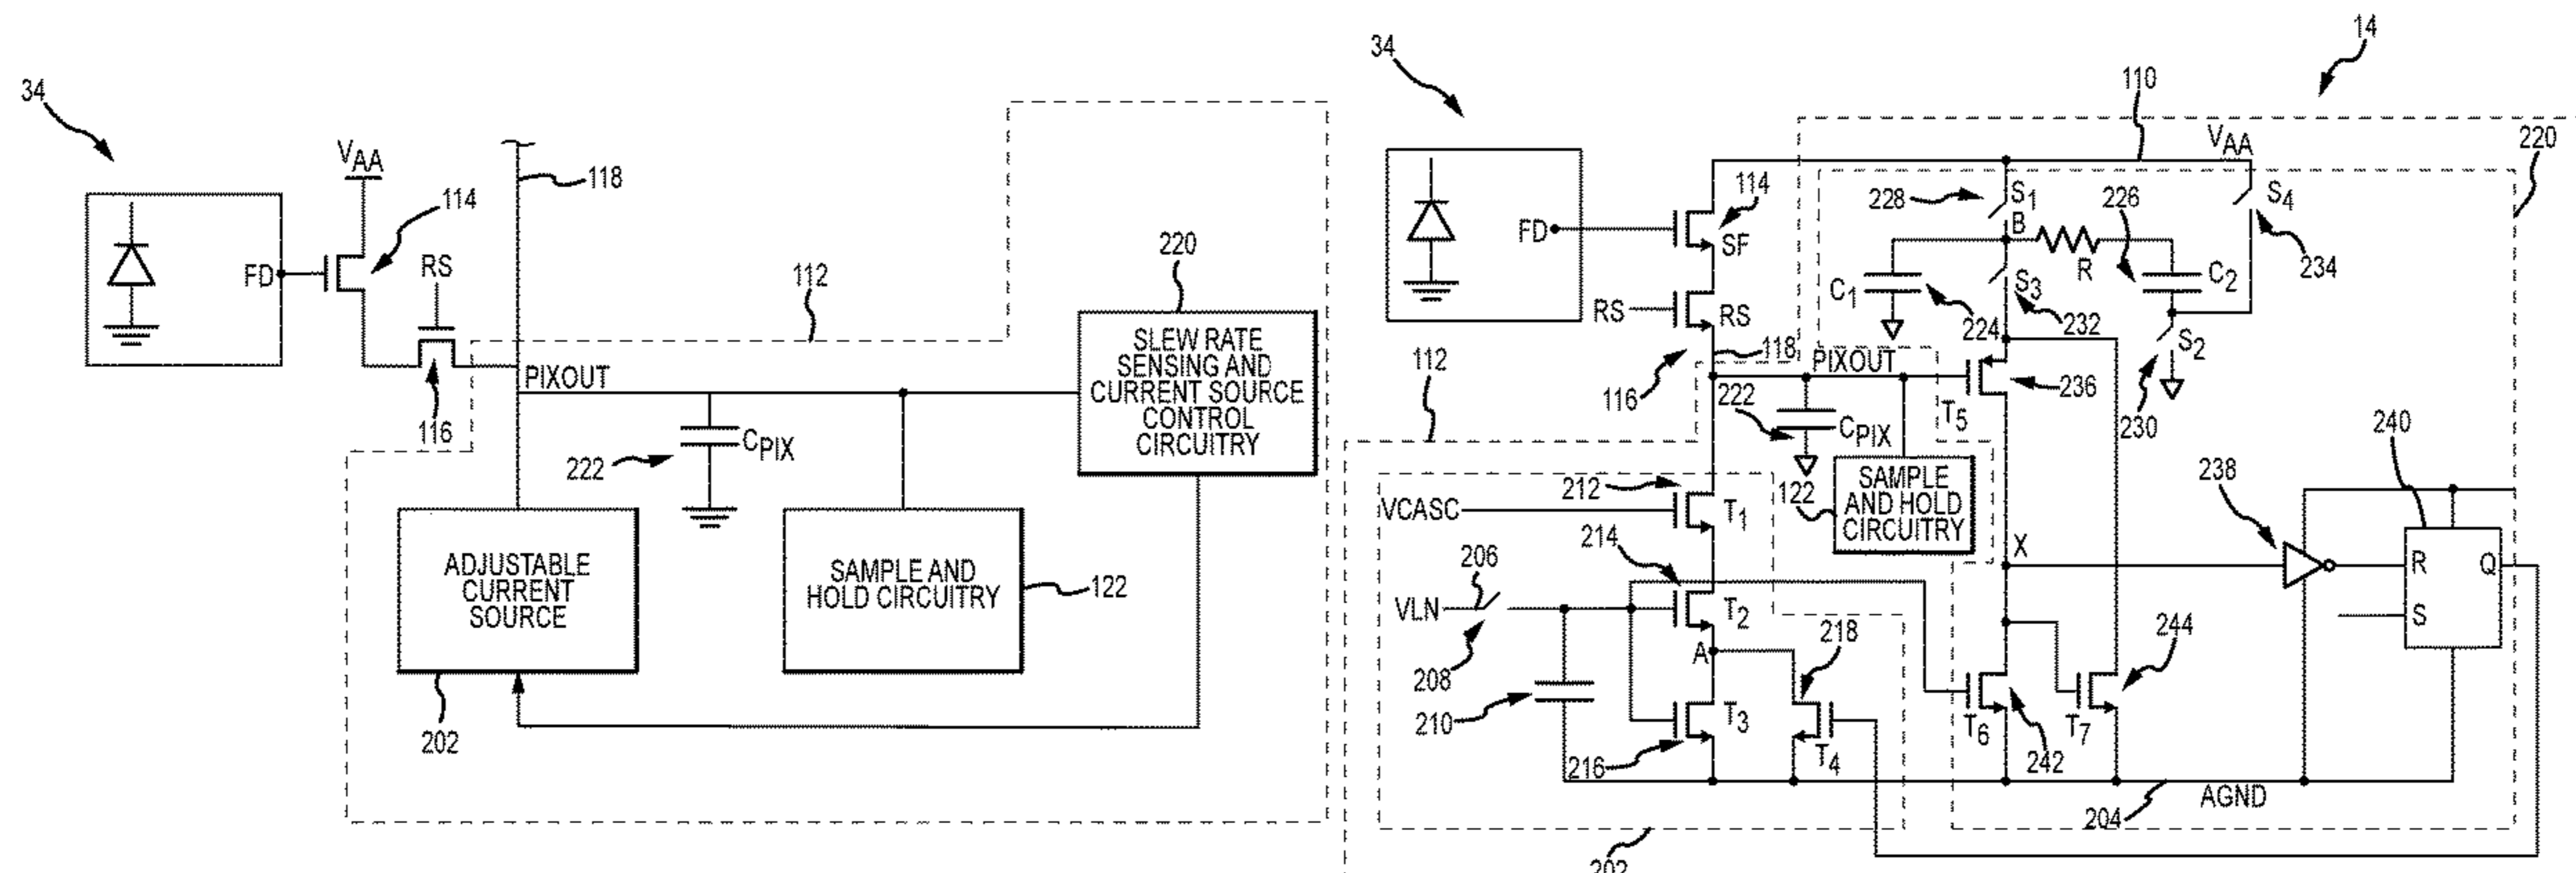 34
VAA
118
114
FD
RS
112
220
SLEW RATE
SENSING AND
CURRENT SOURCE
CONTROL
CIRCUITRY
PIXOUT
116
222
CPIX
ADJUSTABLE
CURRENT
SOURCE
SAMPLE AND
HOLD CIRCUITRY
122
202
14
34
110
VAA
220
114
FD
SF
228
S1
B
226
S4
234
R
C1
224
S3
232
C2
RS
RS
118
S2
112
PIXOUT
116
222
CPIX
T5
236
230
240
212
VCASC
T1
122
SAMPLE
AND HOLD
CIRCUITRY
238
214
X
206
VLN
T2
R
Q
S
208
A
218
244
210
T3
T4
T6
242
T7
216
AGND
204
202